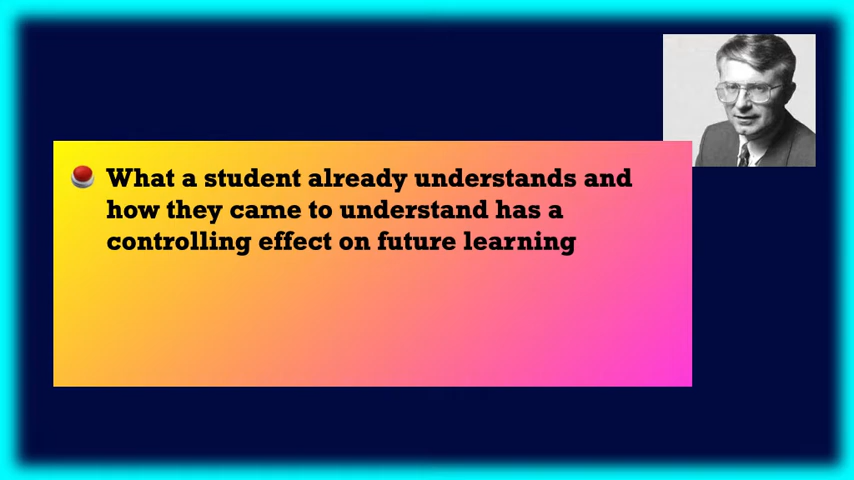 What a student already understands and
how they came to understand has a
controlling effect on future learning